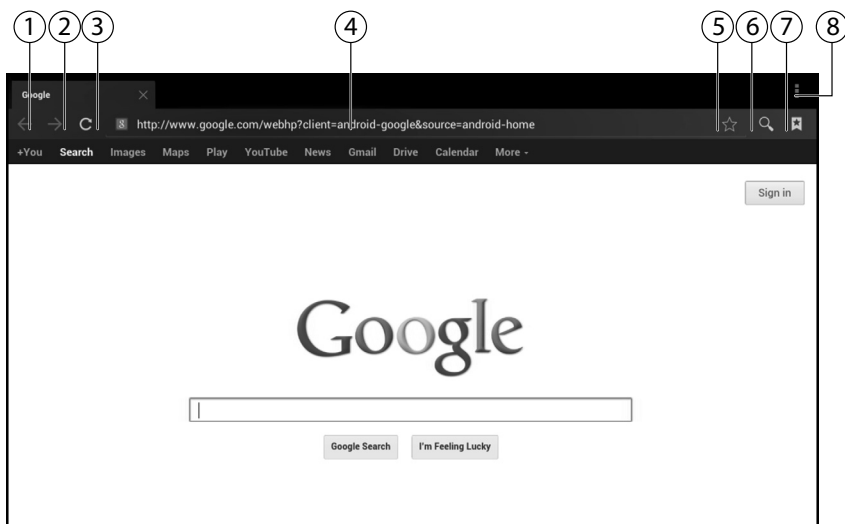 1 2 3 4 5 6 7 8
Google
http://www.google.com/webhp?client=android-google&source=android-home
+You Search Images Maps Play YouTube News Gmail Drive Calendar More
Sign in
Google
Google Search I'm Feeling Lucky